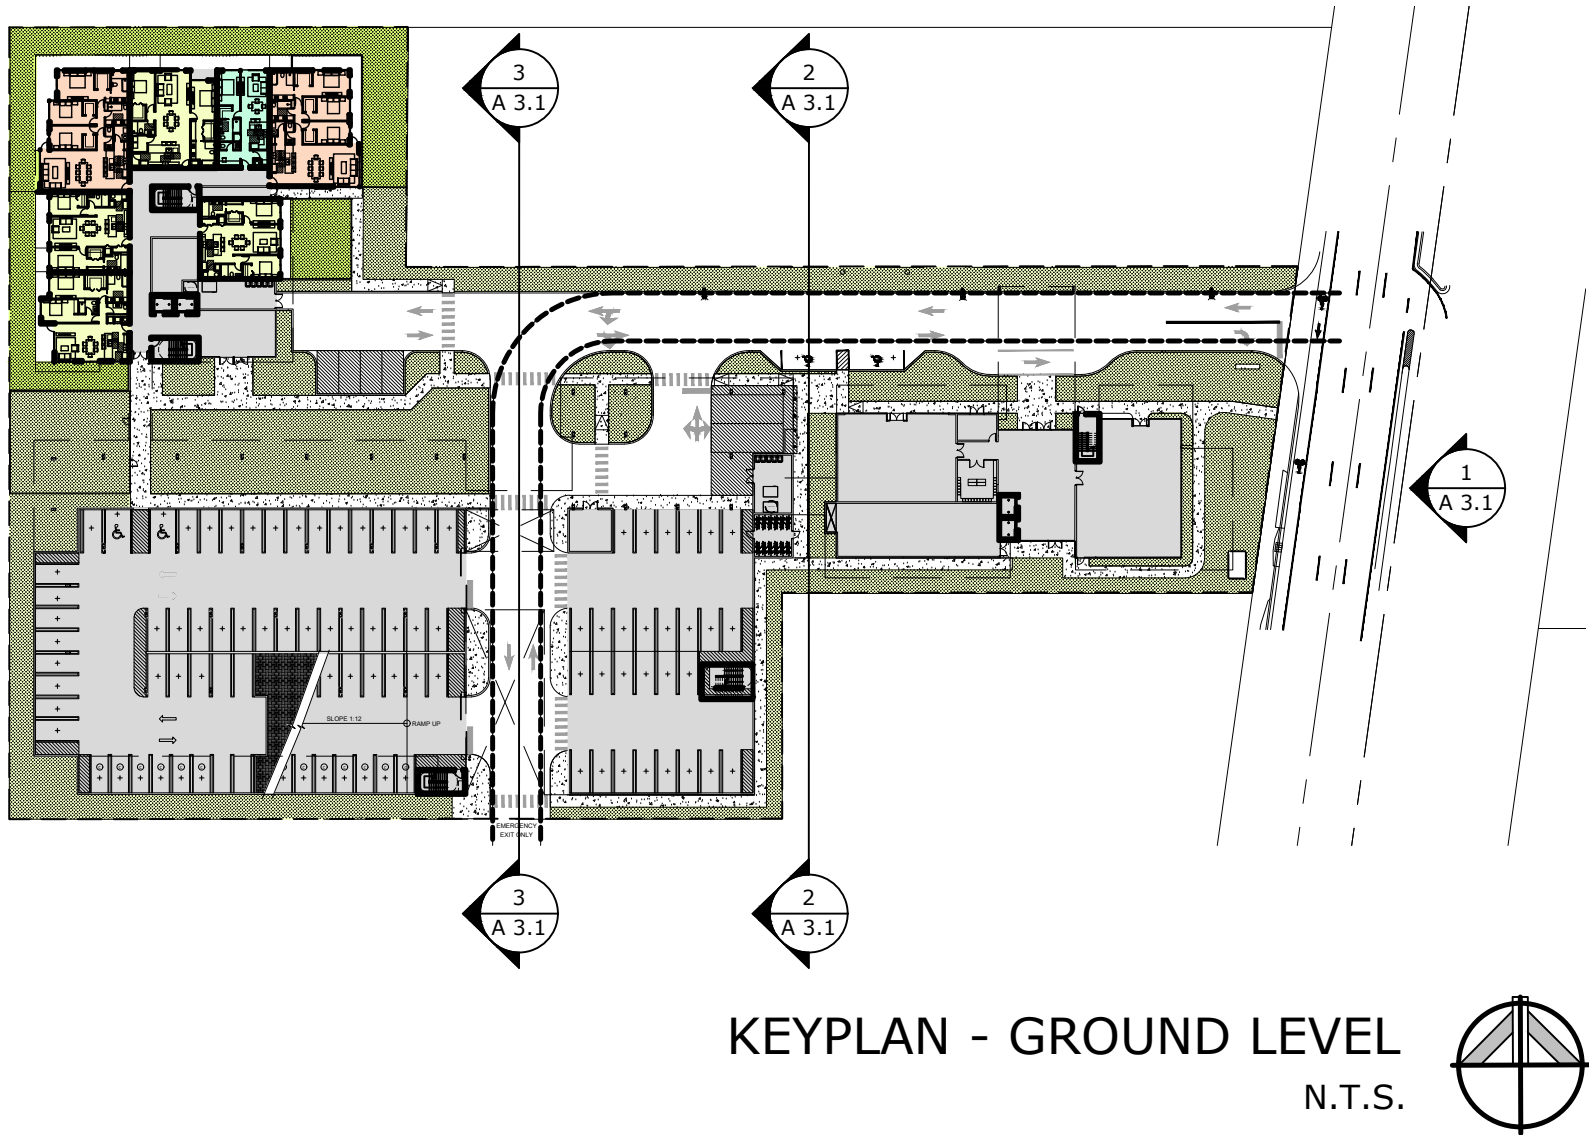 3
A 3.1
2
A 3.1
1
A 3.1
SLOPE 1:12
RAMP UP
EMERGENCY
EXIT ONLY
3
A 3.1
2
A 3.1
KEYPLAN - GROUND LEVEL
N.T.S.